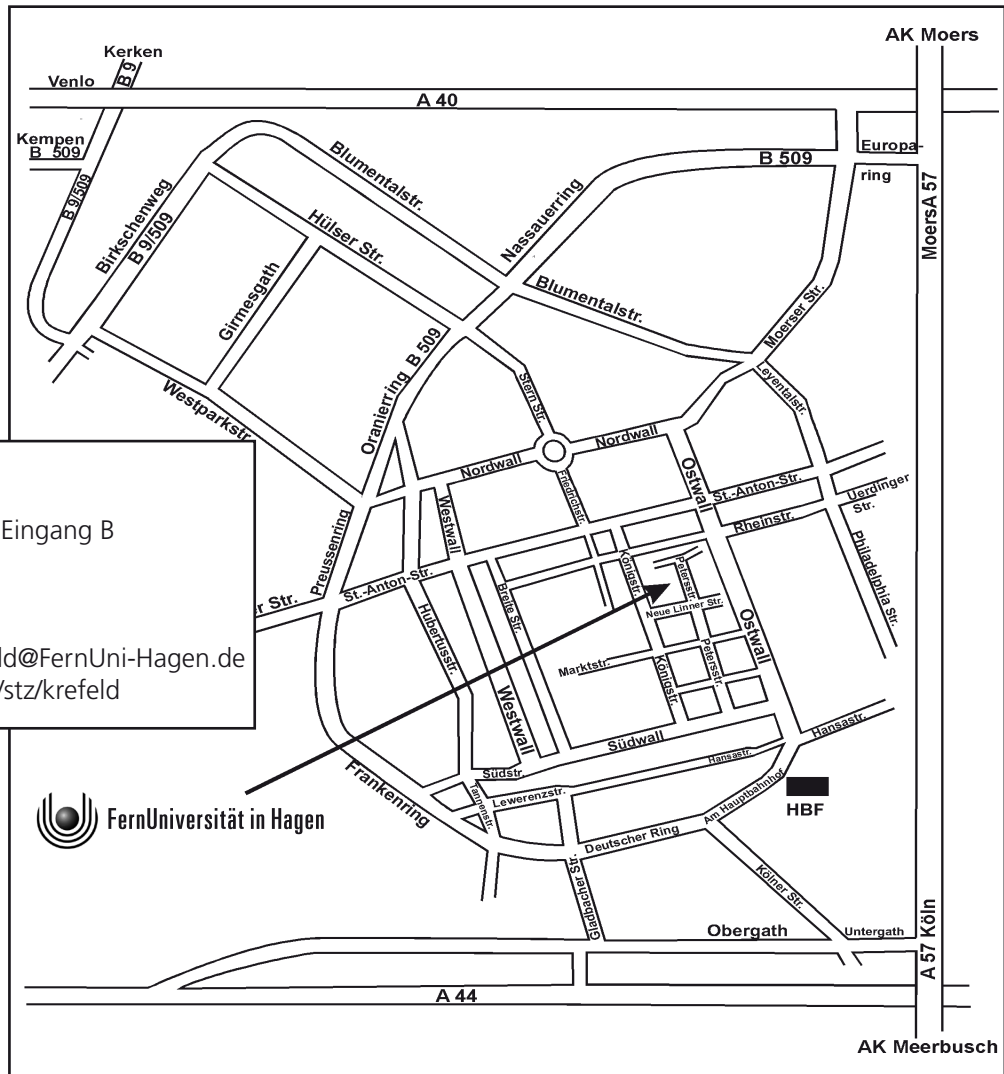 AK Moers
Kerken
B 9
Venlo
A 40
Kempen
B 509
B 9/509
Europa-
ring
B 509
MoersA 57
Blumentalstr.
Birkschenweg
B 9/509
Hülser Str.
Nassauerring
Girmesgath
Blumentalstr.
Moerser Str.
Oranierring B 509
Westparkstr.
Stern Str.
Leyentalstr.
Nordwall
Nordwall
Ostwall
St.-Anton-Str.
Uerdinger
Str.
Westwall
Friedrichstr.
Rheinstr.
Eingang B
Preussenring
St.-Anton-Str.
Königstr.
Petersstr.
Philadelphia Str.
er Str.
Hubertusstr.
Breite Str.
Neue Linner Str.
Ostwall
ld@FernUni-Hagen.de
/stz/krefeld
Marktstr.
Königstr.
Petersstr.
Westwall
Südwall
Hansastr.
Hansastr.
Südstr.
Frankenring
Tannenstr.
Lewerenzstr.
Am Hauptbahnhof
HBF
FernUniversität in Hagen
Deutscher Ring
Gladbacher Str.
Kölner Str.
Obergath
Untergath
A 57 Köln
A 44
AK Meerbusch